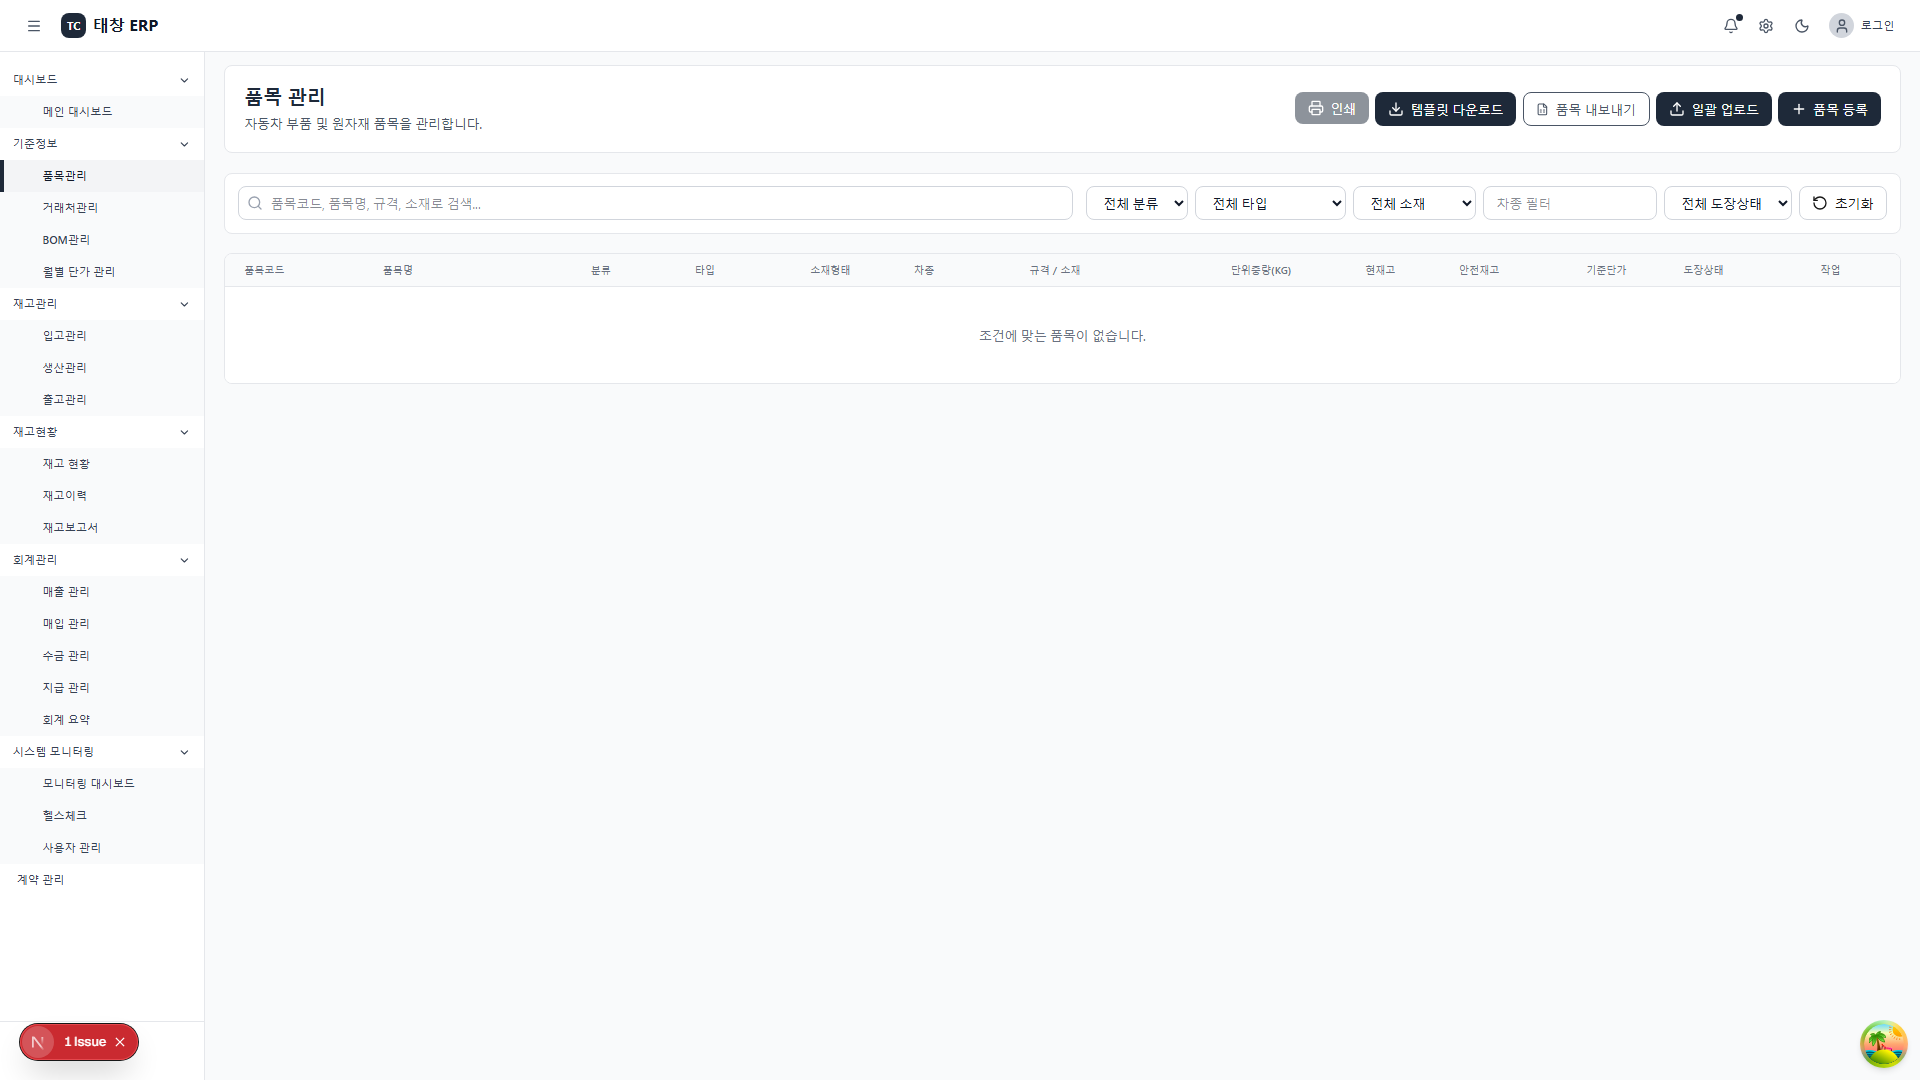 TC 태창 ERP
로그인
대시보드
메인 대시보드
기준정보
품목관리
거래처관리
BOM관리
월별 단가 관리
재고관리
입고관리
생산관리
출고관리
재고현황
재고 현황
재고이력
재고보고서
회계관리
매출 관리
매입 관리
수금 관리
지급 관리
회계 요약
시스템 모니터링
모니터링 대시보드
헬스체크
사용자 관리
계약 관리
N 1 Issue
품목 관리
자동차 부품 및 원자재 품목을 관리합니다.
인쇄 템플릿 다운로드 품목 내보내기 일괄 업로드 품목 등록
품목코드, 품목명, 규격, 소재로 검색... 전체 분류 전체 타입 전체 소재 차종 필터 전체 도장상태 초기화
품목코드 품목명 분류 타입 소재형태 차종 규격 / 소재 단위중량(KG) 현재고 안전재고 기준단가 도장상태 작업
조건에 맞는 품목이 없습니다.